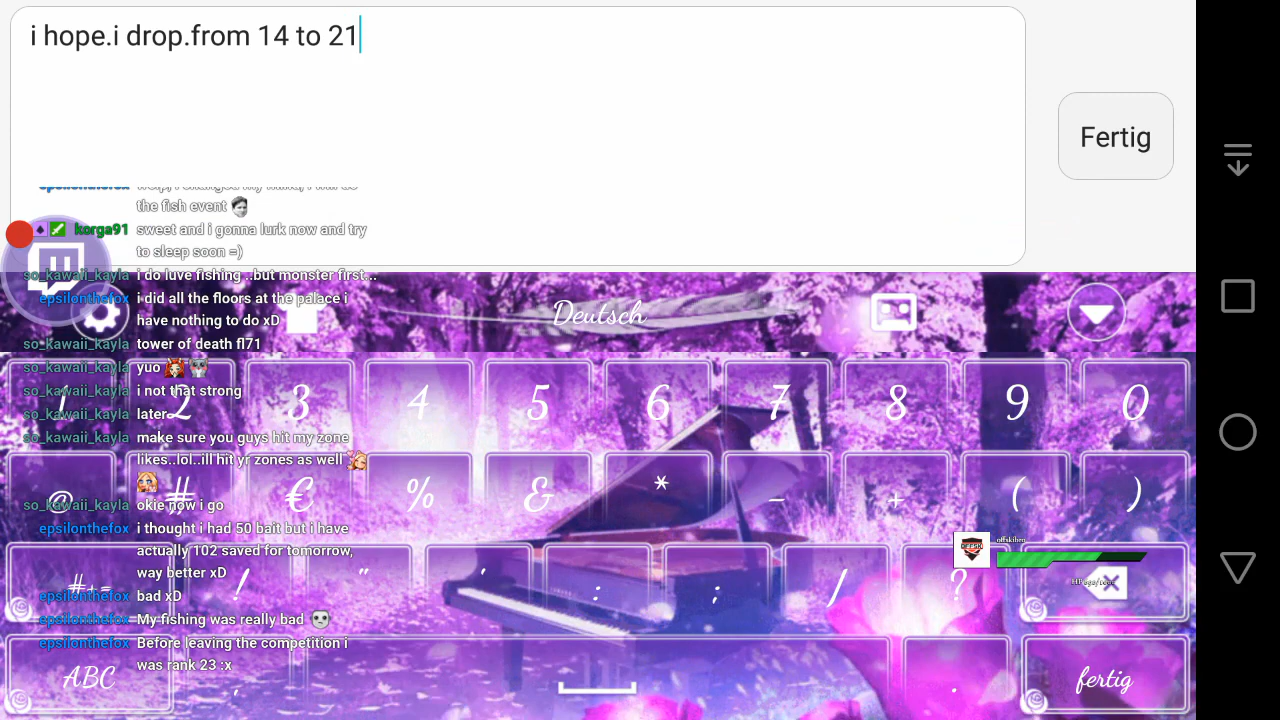 i hope.i drop.from 14 to 21
Fertig
epsilonthefox
the fish event
korga91 sweet and i gonna lurk now and try
to sleep soon =)
so_kawaii_kayla i do luve fishing ..but monster first...
epsilonthefox i did all the floors at the palace i
have nothing to do xD
so_kawaii_kayla tower of death fl71
so_kawaii_kayla yuo
so_kawaii_kayla i not that strong
so_kawaii_kayla later
so_kawaii_kayla make sure you guys hit my zone
likes..lol..ill hit yr zones as well
so_kawaii_kayla okie now i go
epsilonthefox i thought i had 50 bait but i have
actually 102 saved for tomorrow,
way better xD
epsilonthefox bad xD
epsilonthefox My fishing was really bad
epsilonthefox Before leaving the competition i
was rank 23 :x
Deutsch
1 2 3 4 5 6 7 8 9 0
@ # € % & * - + ( )
#+= ! " ' : ; / ?
ABC , . fertig
OFFSK
offskiben